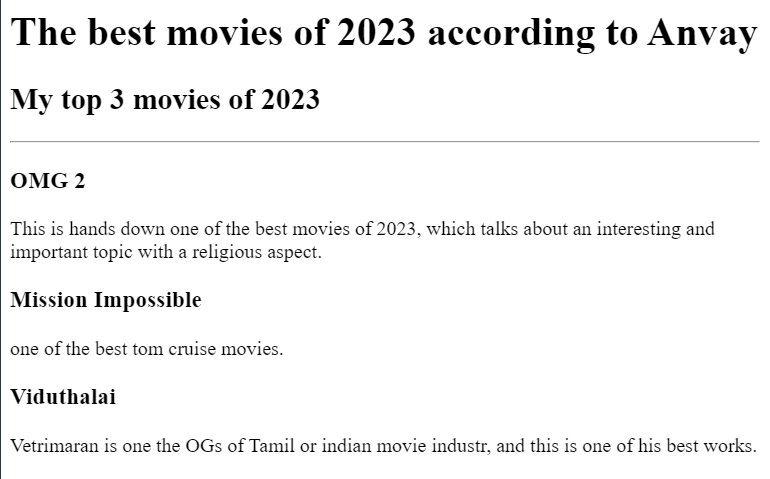 The best movies of 2023 according to Anvay
My top 3 movies of 2023
OMG 2
This is hands down one of the best movies of 2023, which talks about an interesting and
important topic with a religious aspect.
Mission Impossible
one of the best tom cruise movies.
Viduthalai
Vetrimaran is one the OGs of Tamil or indian movie industr, and this is one of his best works.